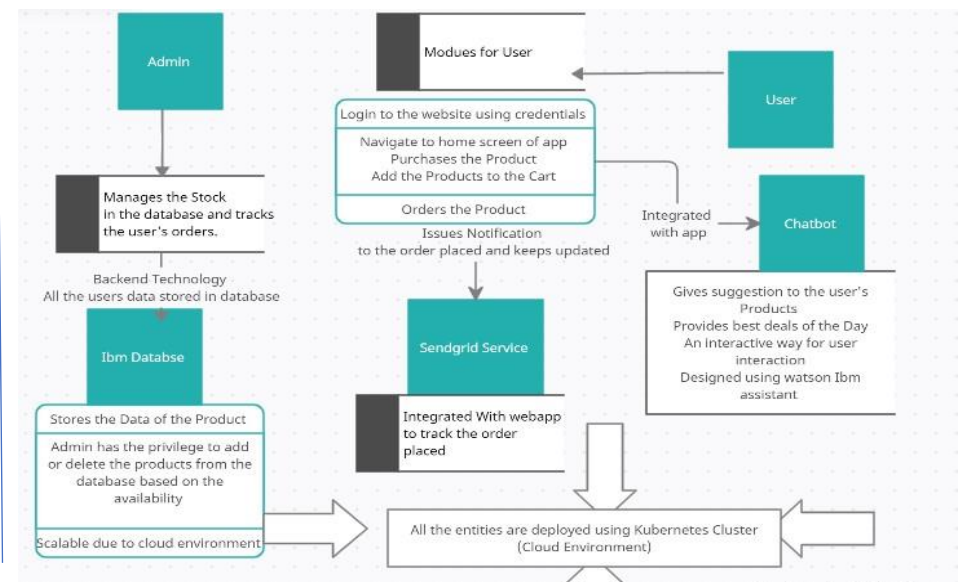 Admin
Modues for User
User
Login to the website using credentials
Navigate to home screen of app
Purchases the Product
Add the Products to the Cart
Orders the Product
Manages the Stock
in the database and tracks
the user's orders.
Integrated
with app
Chatbot
Issues Notification
to the order placed and keeps updated
Backend Technology
All the users data stored in database
Gives suggestion to the user's
Products
Provides best deals of the Day
An interactive way for user
interaction
Designed using watson Ibm
assistant
Ibm Databse
Sendgrid Service
Stores the Data of the Product
Admin has the privilege to add
or delete the products from the
database based on the
availability
Scalable due to cloud environment
Integrated With webapp
to track the order
placed
All the entities are deployed using Kubernetes Cluster
(Cloud Environment)